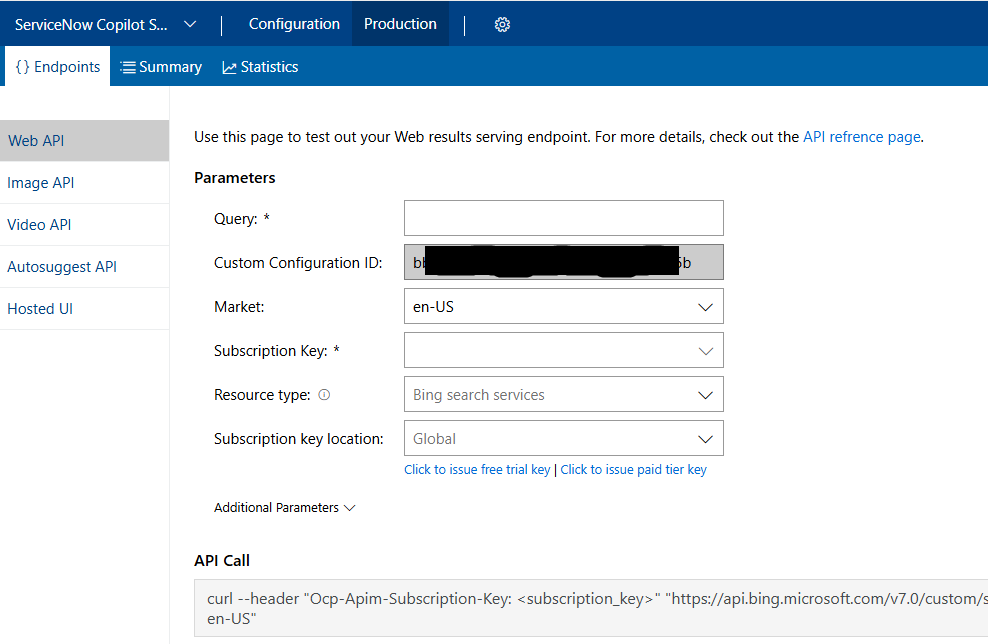 ServiceNow Copilot S... Configuration Production
{} Endpoints Summary Statistics
Web API
Image API
Video API
Autosuggest API
Hosted UI
Use this page to test out your Web results serving endpoint. For more details, check out the API refrence page.
Parameters
Query: *
Custom Configuration ID:
Market: en-US
Subscription Key: *
Resource type: Bing search services
Subscription key location: Global
Click to issue free trial key | Click to issue paid tier key
Additional Parameters
API Call
curl --header "Ocp-Apim-Subscription-Key: <subscription_key>" "https://api.bing.microsoft.com/v7.0/custom/s
en-US"